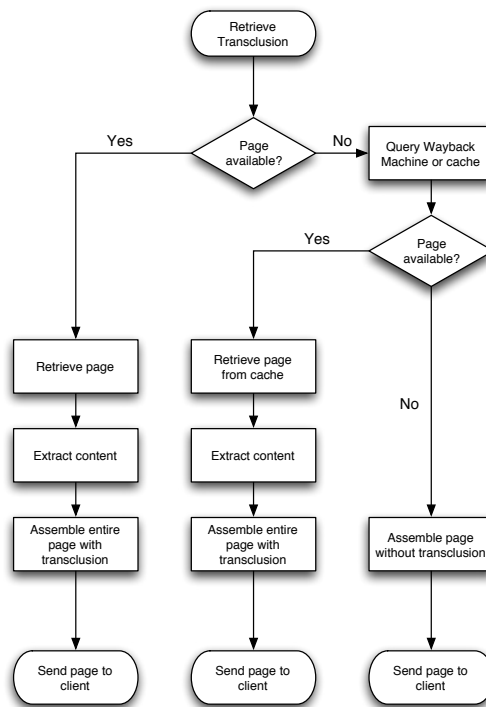 Retrieve
Transclusion
Yes
Page
available?
No
Query Wayback
Machine or cache
Yes
Page
available?
Retrieve page
Retrieve page
from cache
No
Extract content
Extract content
Assemble entire
page with
transclusion
Assemble entire
page with
transclusion
Assemble page
without transclusion
Send page to
client
Send page to
client
Send page to
client